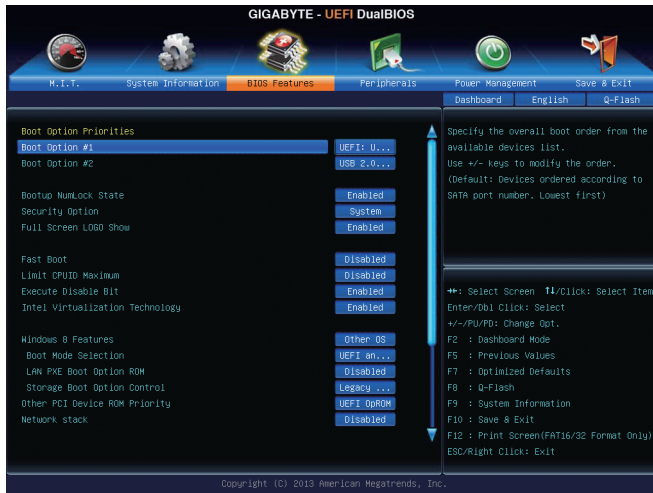 GIGABYTE - UEFI DualBIOS
M.I.T. System Information BIOS Features Peripherals Power Management Save & Exit
Dashboard English Q-Flash
Boot Option Priorities
Boot Option #1 UEFI: U...
Boot Option #2 USB 2.0...
Bootup NumLock State Enabled
Security Option System
Full Screen LOGO Show Enabled
Fast Boot Disabled
Limit CPUID Maximum Disabled
Execute Disable Bit Enabled
Intel Virtualization Technology Enabled
Windows 8 Features Other OS
Boot Mode Selection UEFI an...
LAN PXE Boot Option ROM Disabled
Storage Boot Option Control Legacy ...
Other PCI Device ROM Priority UEFI OpROM
Network stack Disabled
Specify the overall boot order from the
available devices list.
Use +/- keys to modify the order.
(Default: Devices ordered according to
SATA port number. Lowest first)
↔: Select Screen ↑↓/Click: Select Item
Enter/Dbl Click: Select
+/-/PU/PD: Change Opt.
F2 : Dashboard Mode
F5 : Previous Values
F7 : Optimized Defaults
F8 : Q-Flash
F9 : System Information
F10 : Save & Exit
F12 : Print Screen(FAT16/32 Format Only)
ESC/Right Click: Exit
Copyright (C) 2013 American Megatrends, Inc.